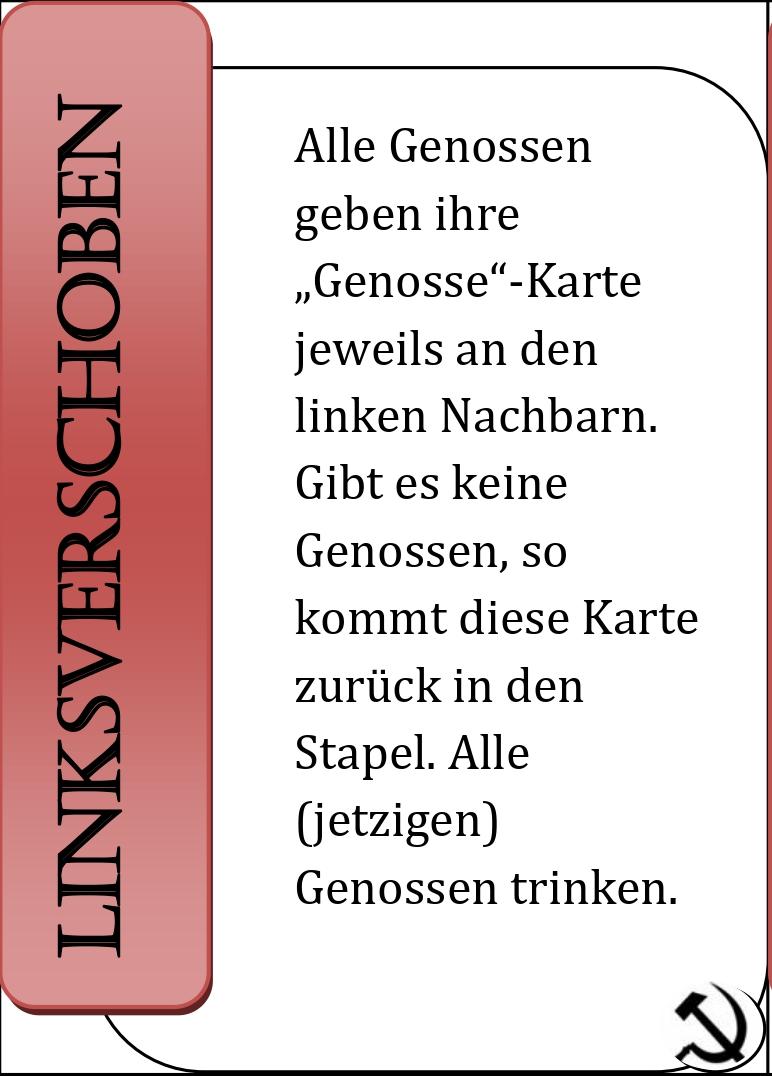 LINKSVERSCHOBEN
Alle Genossen
geben ihre
„Genosse“-Karte
jeweils an den
linken Nachbarn.
Gibt es keine
Genossen, so
kommt diese Karte
zurück in den
Stapel. Alle
(jetzigen)
Genossen trinken.